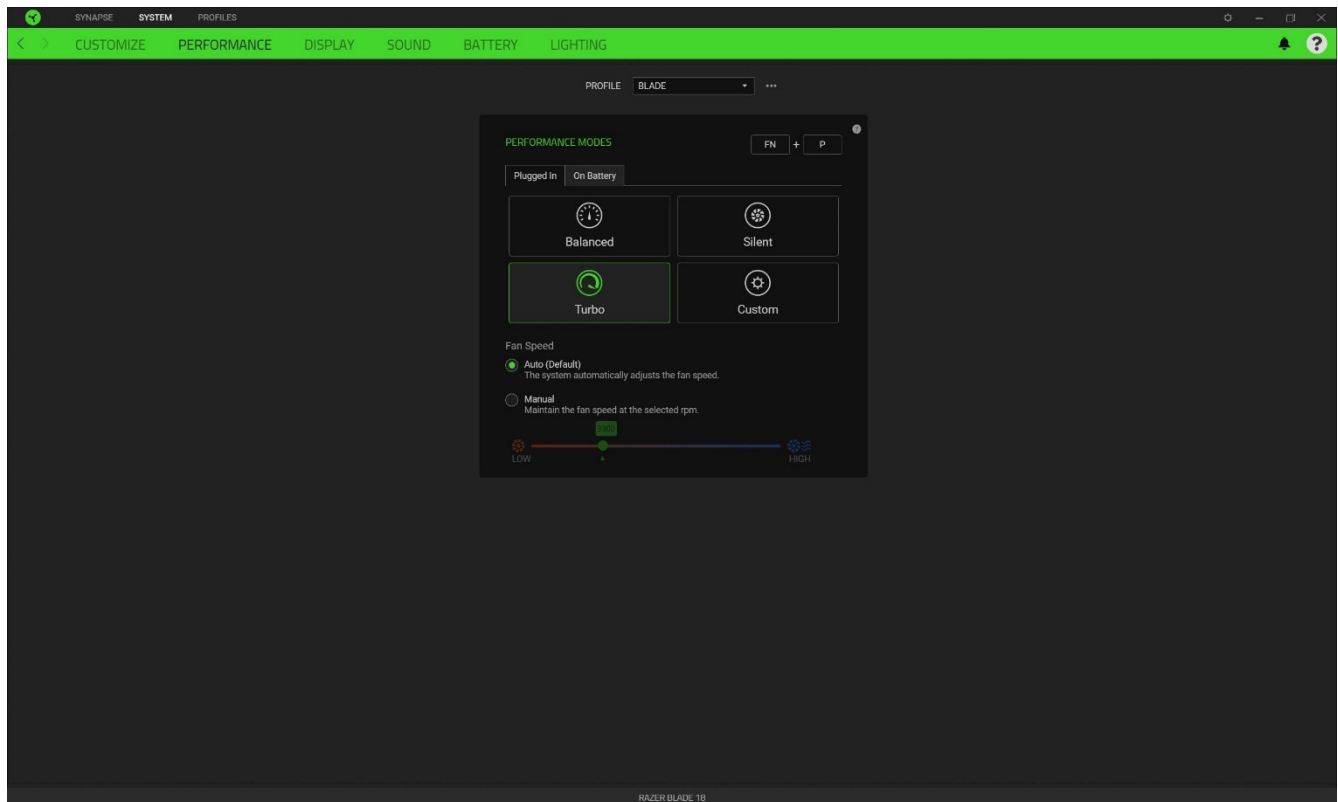 SYNAPSE SYSTEM PROFILES
CUSTOMIZE PERFORMANCE DISPLAY SOUND BATTERY LIGHTING ?
PROFILE BLADE
PERFORMANCE MODES FN + P
Plugged In On Battery
Balanced Silent
Turbo Custom
Fan Speed
Auto (Default)
The system automatically adjusts the fan speed.
Manual
Maintain the fan speed at the selected rpm.
3300
LOW HIGH
RAZER BLADE 18